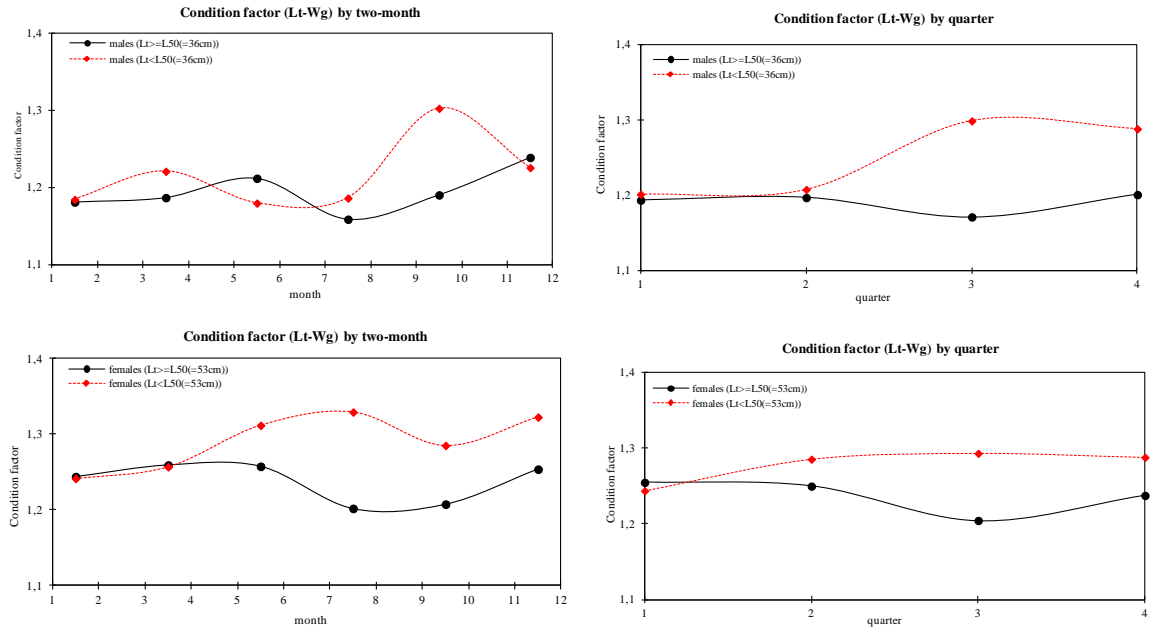 Condition factor (Lt-Wg) by two-month
1,4
1,3
1,2
1,1
Condition factor
males (Lt>=L50(=36cm))
males (Lt<L50(=36cm))
1 2 3 4 5 6 7 8 9 10 11 12
month
Condition factor (Lt-Wg) by quarter
1,4
1,3
1,2
1,1
Condition factor
males (Lt>=L50(=36cm))
males (Lt<L50(=36cm))
1 2 3 4
quarter
Condition factor (Lt-Wg) by two-month
1,4
1,3
1,2
1,1
Condition factor
females (Lt>=L50(=53cm))
females (Lt<L50(=53cm))
1 2 3 4 5 6 7 8 9 10 11 12
month
Condition factor (Lt-Wg) by quarter
1,4
1,3
1,2
1,1
Condition factor
females (Lt>=L50(=53cm))
females (Lt<L50(=53cm))
1 2 3 4
quarter